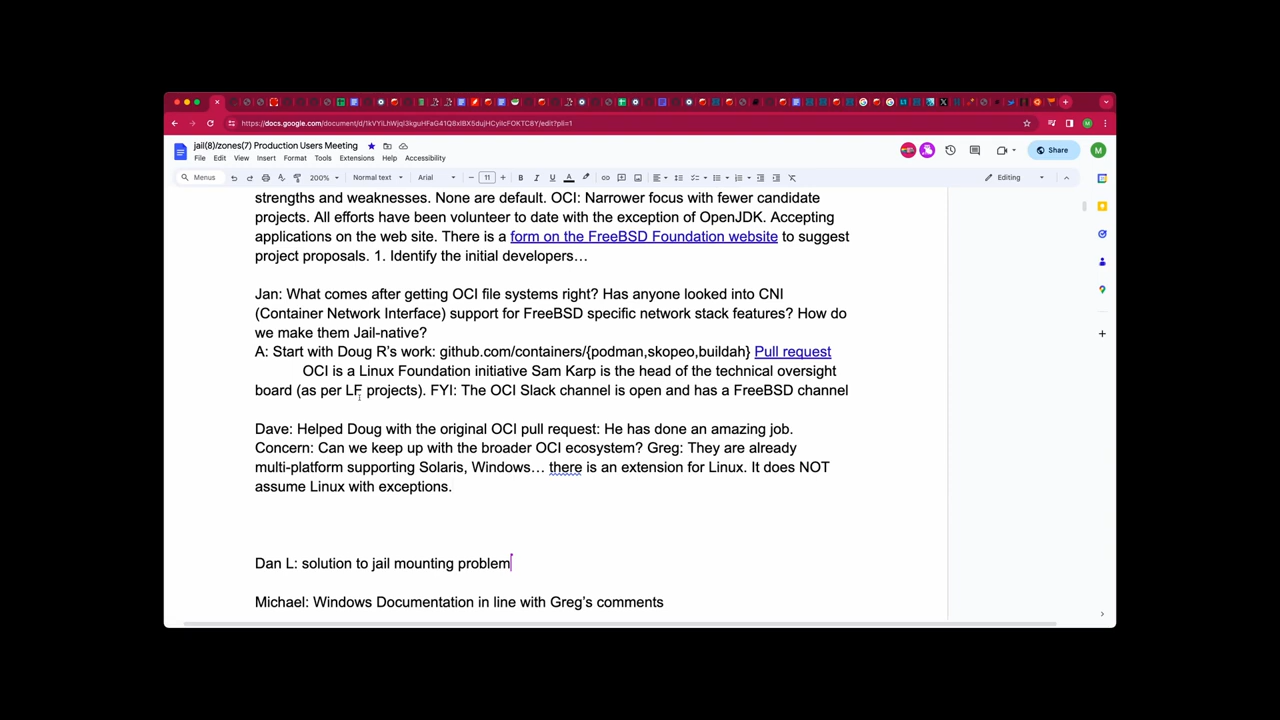 https://docs.google.com/document/d/
jail(8)/zones(7) Production Users Meeting
File Edit View Insert Format Tools Extensions Help Accessibility
Share
M
Menus
200%
Normal text
Arial
11
B I U A
Editing
strengths and weaknesses. None are default. OCI: Narrower focus with fewer candidate
projects. All efforts have been volunteer to date with the exception of OpenJDK. Accepting
applications on the web site. There is a form on the FreeBSD Foundation website to suggest
project proposals. 1. Identify the initial developers…
Jan: What comes after getting OCI file systems right? Has anyone looked into CNI
(Container Network Interface) support for FreeBSD specific network stack features? How do
we make them Jail-native?
A: Start with Doug R's work: github.com/containers/{podman,skopeo,buildah} Pull request
OCI is a Linux Foundation initiative Sam Karp is the head of the technical oversight
board (as per LF projects). FYI: The OCI Slack channel is open and has a FreeBSD channel
Dave: Helped Doug with the original OCI pull request: He has done an amazing job.
Concern: Can we keep up with the broader OCI ecosystem? Greg: They are already
multi-platform supporting Solaris, Windows… there is an extension for Linux. It does NOT
assume Linux with exceptions.
Dan L: solution to jail mounting problem
Michael: Windows Documentation in line with Greg's comments